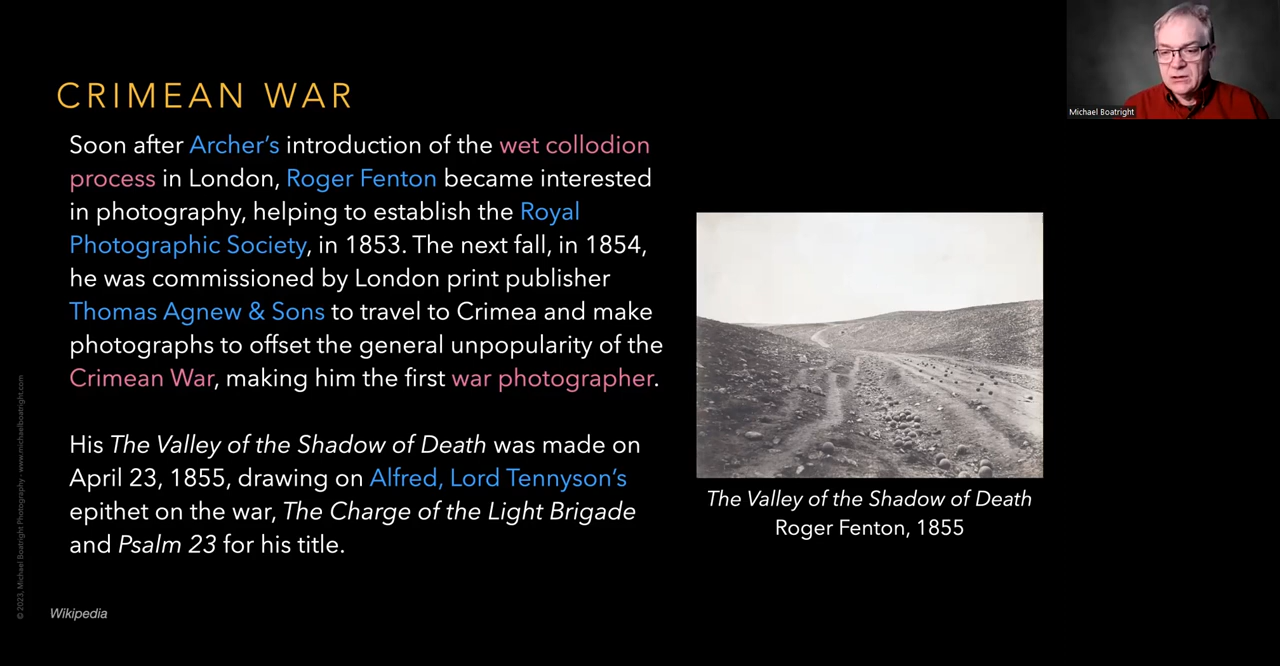 Michael Boatright
CRIMEAN WAR
Soon after Archer’s introduction of the wet collodion
process in London, Roger Fenton became interested
in photography, helping to establish the Royal
Photographic Society, in 1853. The next fall, in 1854,
he was commissioned by London print publisher
Thomas Agnew & Sons to travel to Crimea and make
photographs to offset the general unpopularity of the
Crimean War, making him the first war photographer.
His The Valley of the Shadow of Death was made on
April 23, 1855, drawing on Alfred, Lord Tennyson’s
epithet on the war, The Charge of the Light Brigade
and Psalm 23 for his title.
The Valley of the Shadow of Death
Roger Fenton, 1855
Wikipedia
© 2023, Michael Boatright Photography - www.michaelboatright.com